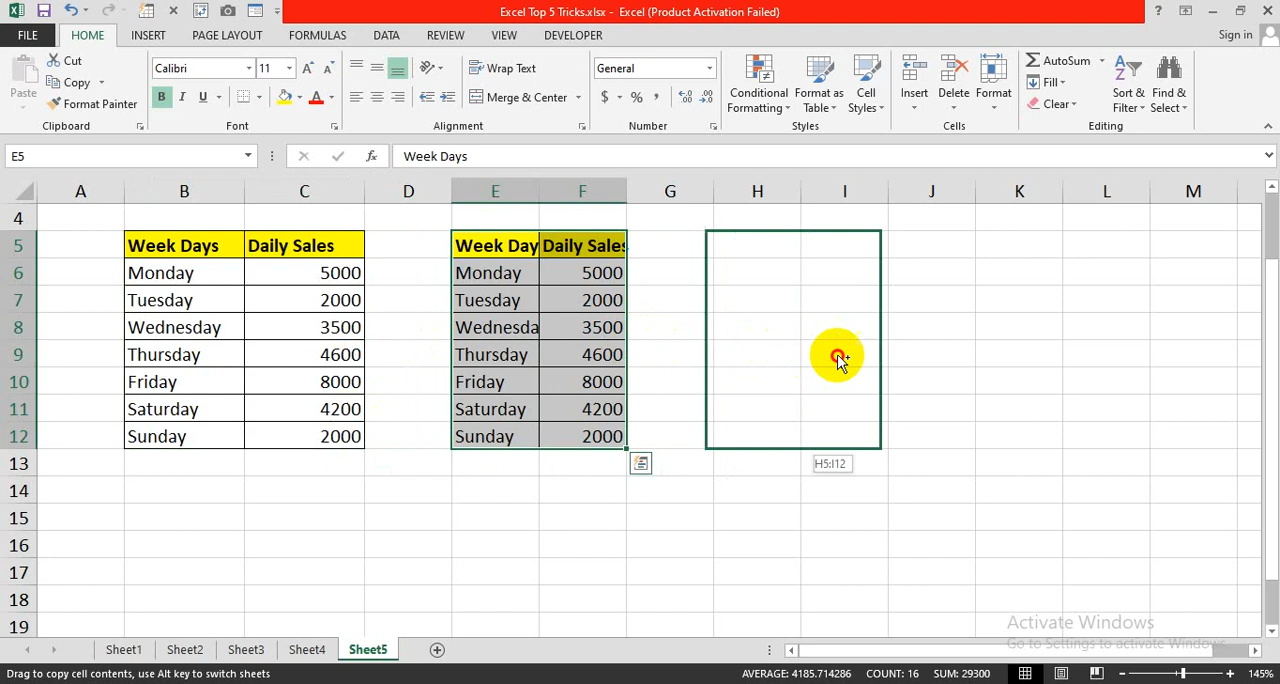 Excel Top 5 Tricks.xlsx - Excel (Product Activation Failed)
?
FILE HOME INSERT PAGE LAYOUT FORMULAS DATA REVIEW VIEW DEVELOPER Sign in
Paste
Cut
Copy
Format Painter
Clipboard
Calibri 11
B I U A
Font
Wrap Text
Merge & Center
Alignment
General
$ % ,
Number
Conditional Formatting
Format as Table
Cell Styles
Styles
Insert Delete Format
Cells
AutoSum
Fill
Clear
Sort & Filter
Find & Select
Editing
E5 fx Week Days
A B C D E F G H I J K L M
4
5 Week Days Daily Sales Week Day Daily Sales
6 Monday 5000 Monday 5000
7 Tuesday 2000 Tuesday 2000
8 Wednesday 3500 Wednesda 3500
9 Thursday 4600 Thursday 4600
10 Friday 8000 Friday 8000
11 Saturday 4200 Saturday 4200
12 Sunday 2000 Sunday 2000
13 H5:I12
14
15
16
17
18
19
Activate Windows
Go to Settings to activate Windows.
Sheet1 Sheet2 Sheet3 Sheet4 Sheet5
Drag to copy cell contents, use Alt key to switch sheets AVERAGE: 4185.714286 COUNT: 16 SUM: 29300 145%